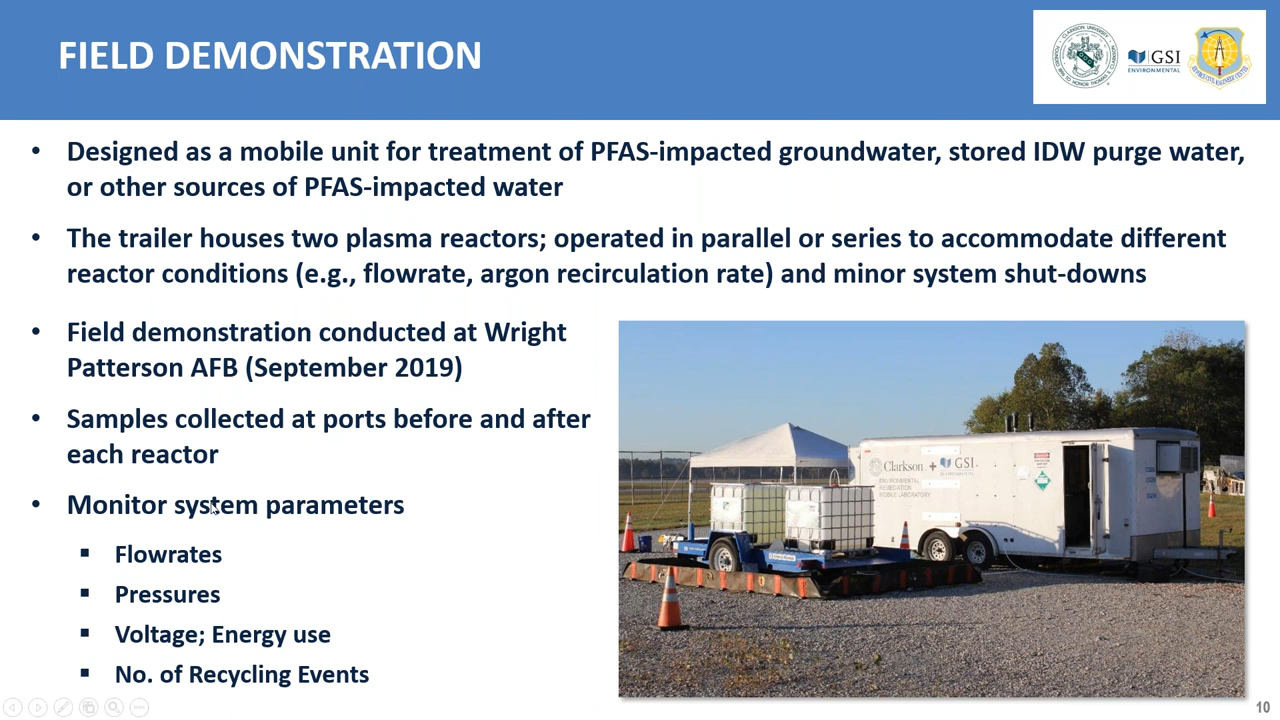 FIELD DEMONSTRATION
GSI
ENVIRONMENTAL
• Designed as a mobile unit for treatment of PFAS-impacted groundwater, stored IDW purge water,
or other sources of PFAS-impacted water
• The trailer houses two plasma reactors; operated in parallel or series to accommodate different
reactor conditions (e.g., flowrate, argon recirculation rate) and minor system shut-downs
• Field demonstration conducted at Wright
Patterson AFB (September 2019)
• Samples collected at ports before and after
each reactor
• Monitor system parameters
▪ Flowrates
▪ Pressures
▪ Voltage; Energy use
▪ No. of Recycling Events
Clarkson + GSI
ENVIRONMENTAL
REMEDIATION
MOBILE LABORATORY
10